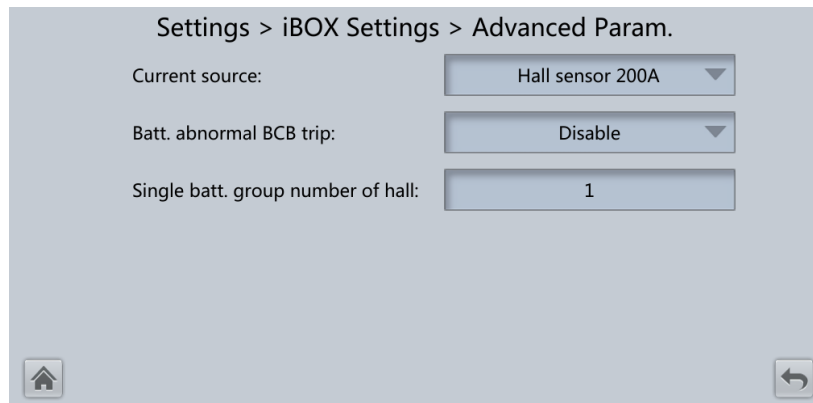 Settings > iBOX Settings > Advanced Param.
Current source: Hall sensor 200A
Batt. abnormal BCB trip: Disable
Single batt. group number of hall: 1